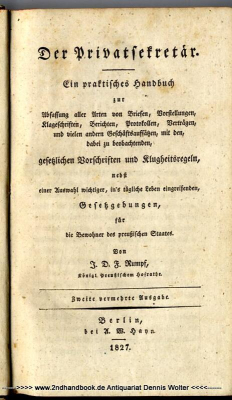 Der Privatsekretär.
Ein praktisches Handbuch
zur
Abfassung aller Arten von Briefen, Vorstellungen,
Klageschriften, Berichten, Protokollen, Verträgen,
und vielen andern Geschäftsaufsätzen, mit den,
dabei zu beobachtenden,
gesetzlichen Vorschriften und Klugheitsregeln,
nebst
einer Auswahl wichtiger, in's tägliche Leben eingreifenden,
Gesetzgebungen,
für
die Bewohner des preußischen Staates.
Von
J. D. F. Rumpf,
Königl. Preußischem Hofrathe.
Zweite vermehrte Ausgabe.
Berlin,
bei A. W. Hayn.
1827.
>>>> www.2ndhandbook.de Antiquariat Dennis Wolter <<<<